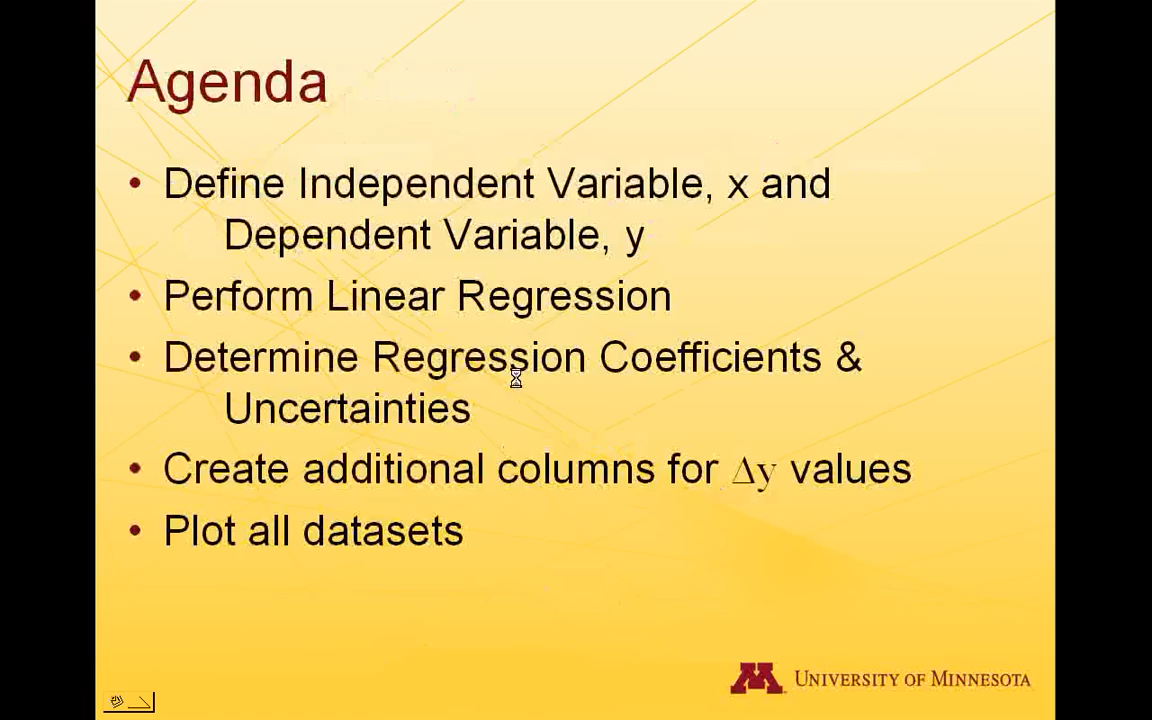 Agenda
• Define Independent Variable, x and
Dependent Variable, y
• Perform Linear Regression
• Determine Regression Coefficients &
Uncertainties
• Create additional columns for Δy values
• Plot all datasets
M UNIVERSITY OF MINNESOTA